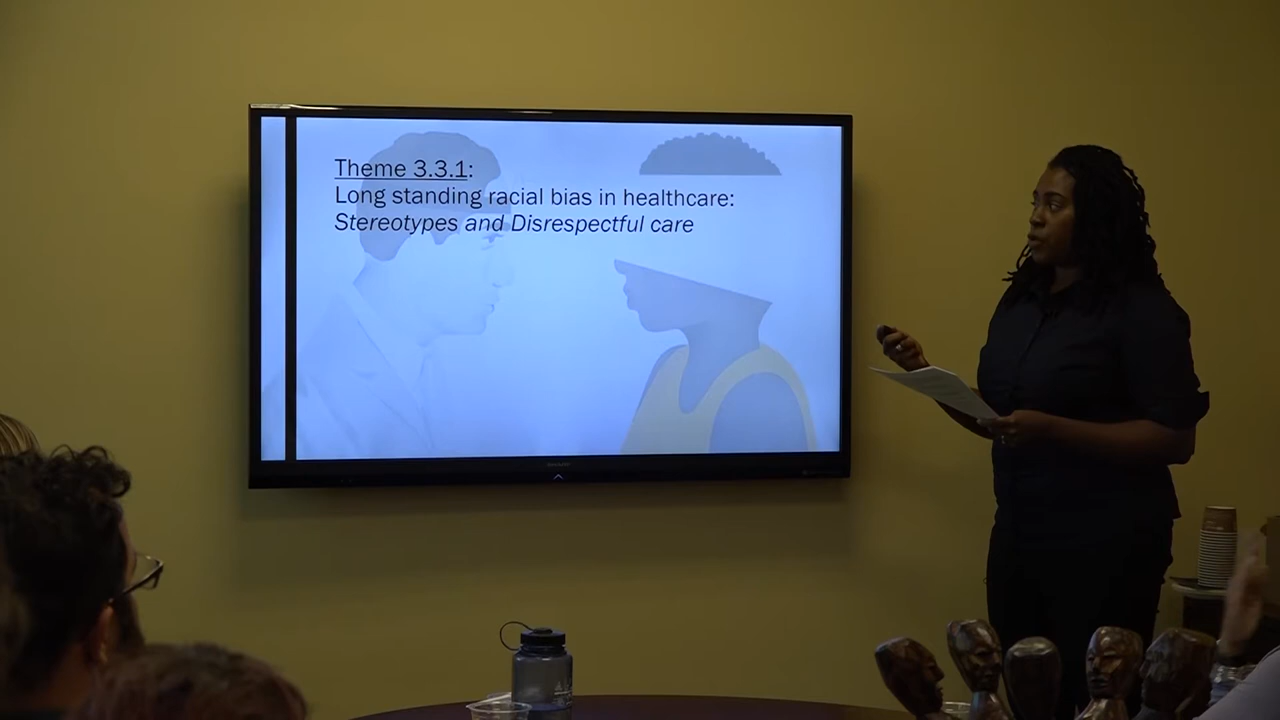 Theme 3.3.1:
Long standing racial bias in healthcare:
Stereotypes and Disrespectful care